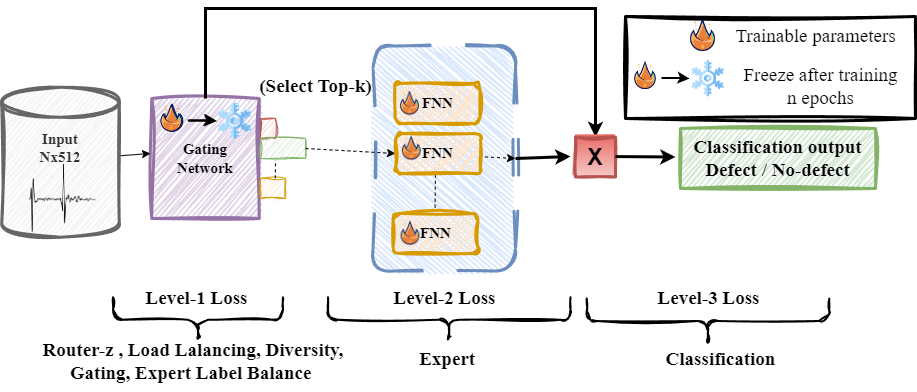 Trainable parameters
Freeze after training
n epochs
(Select Top-k)
Input
Nx512
Gating
Network
FNN
FNN
FNN
X
Classification output
Defect / No-defect
Level-1 Loss
Level-2 Loss
Level-3 Loss
Router-z , Load Lalancing, Diversity,
Gating, Expert Label Balance
Expert
Classification